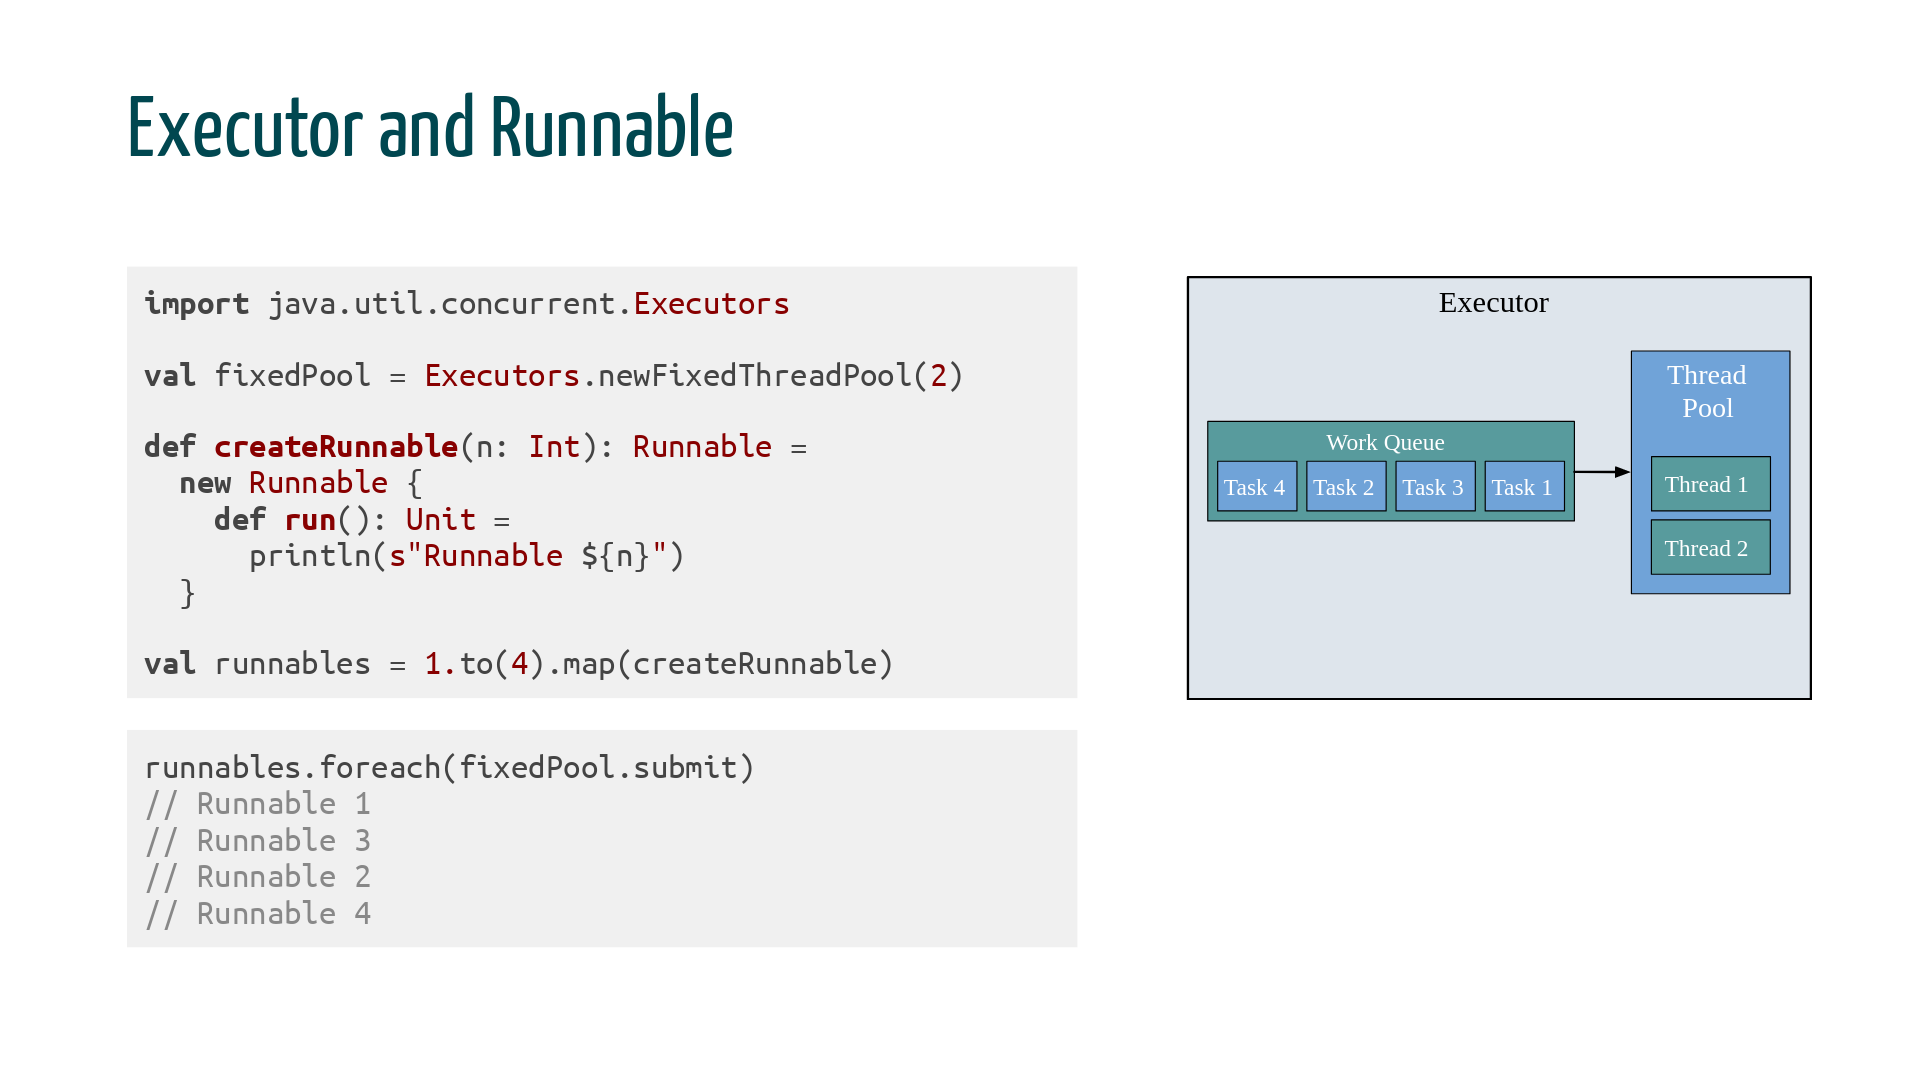 Executor and Runnable
import java.util.concurrent.Executors
val fixedPool = Executors.newFixedThreadPool(2)
def createRunnable(n: Int): Runnable =
  new Runnable {
    def run(): Unit =
      println(s"Runnable ${n}")
  }
val runnables = 1.to(4).map(createRunnable)
runnables.foreach(fixedPool.submit)
// Runnable 1
// Runnable 3
// Runnable 2
// Runnable 4
Executor
Work Queue
Task 4 Task 2 Task 3 Task 1
Thread
Pool
Thread 1
Thread 2